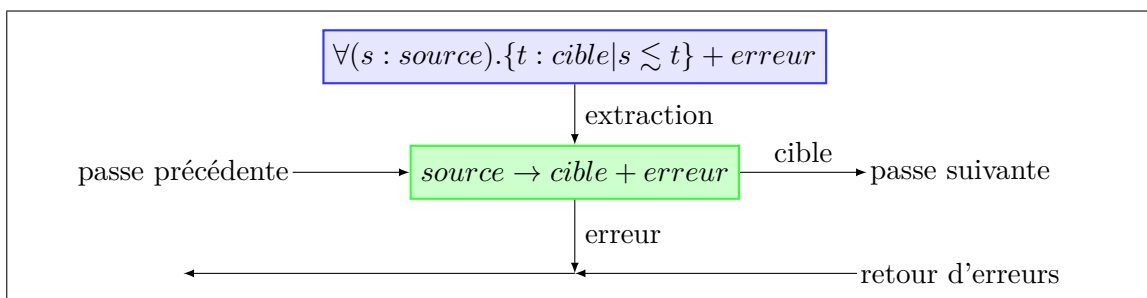 ∀(s : source).{t : cible|s ≲ t} + erreur
extraction
passe précédente
source → cible + erreur
cible
passe suivante
erreur
retour d'erreurs